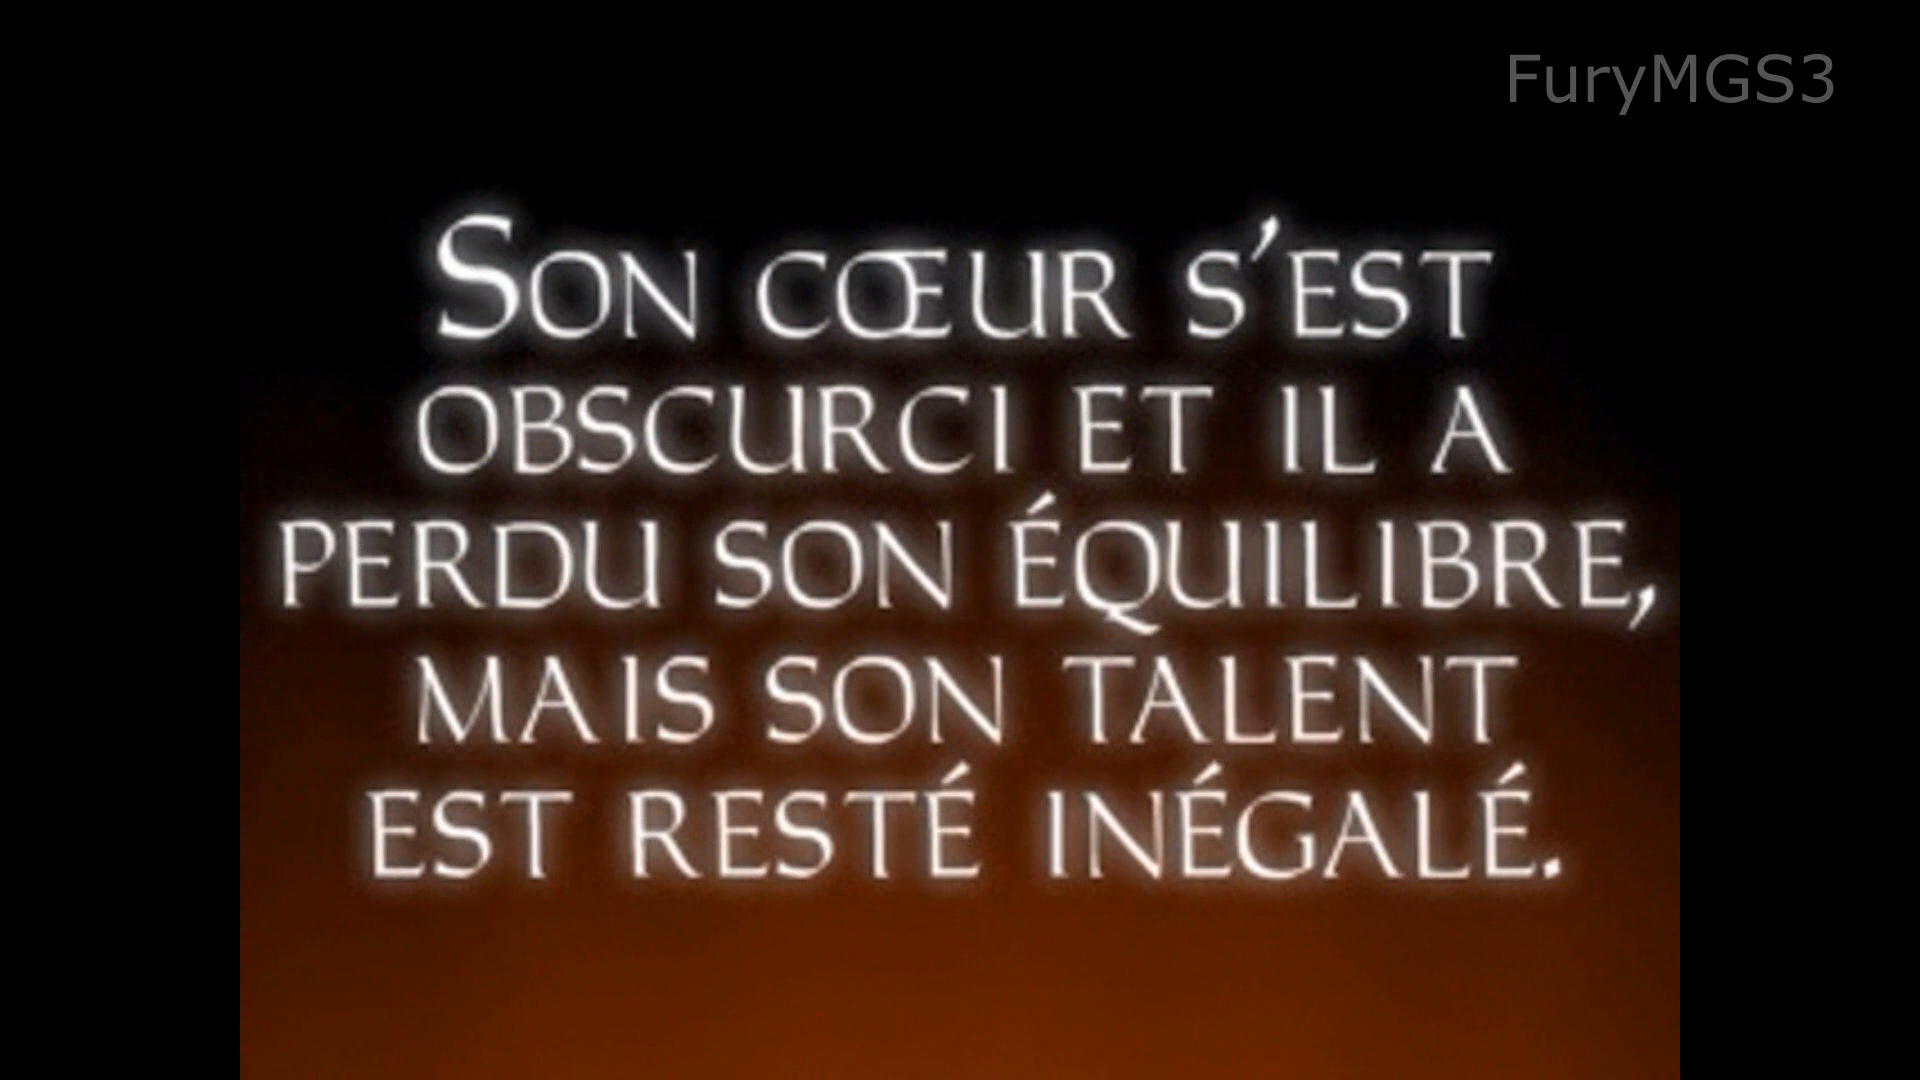 FuryMGS3
Son cœur s’est
obscurci et il a
perdu son équilibre,
mais son talent
est resté inégalé.